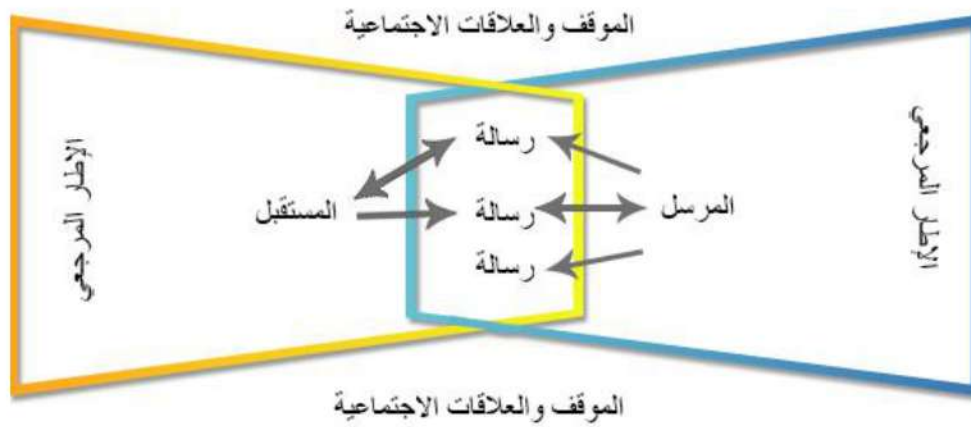 الموقف والعلاقات الاجتماعية
الإطار المرجعي
المرسل
رسالة
رسالة
رسالة
المستقبل
الإطار المرجعي
الموقف والعلاقات الاجتماعية